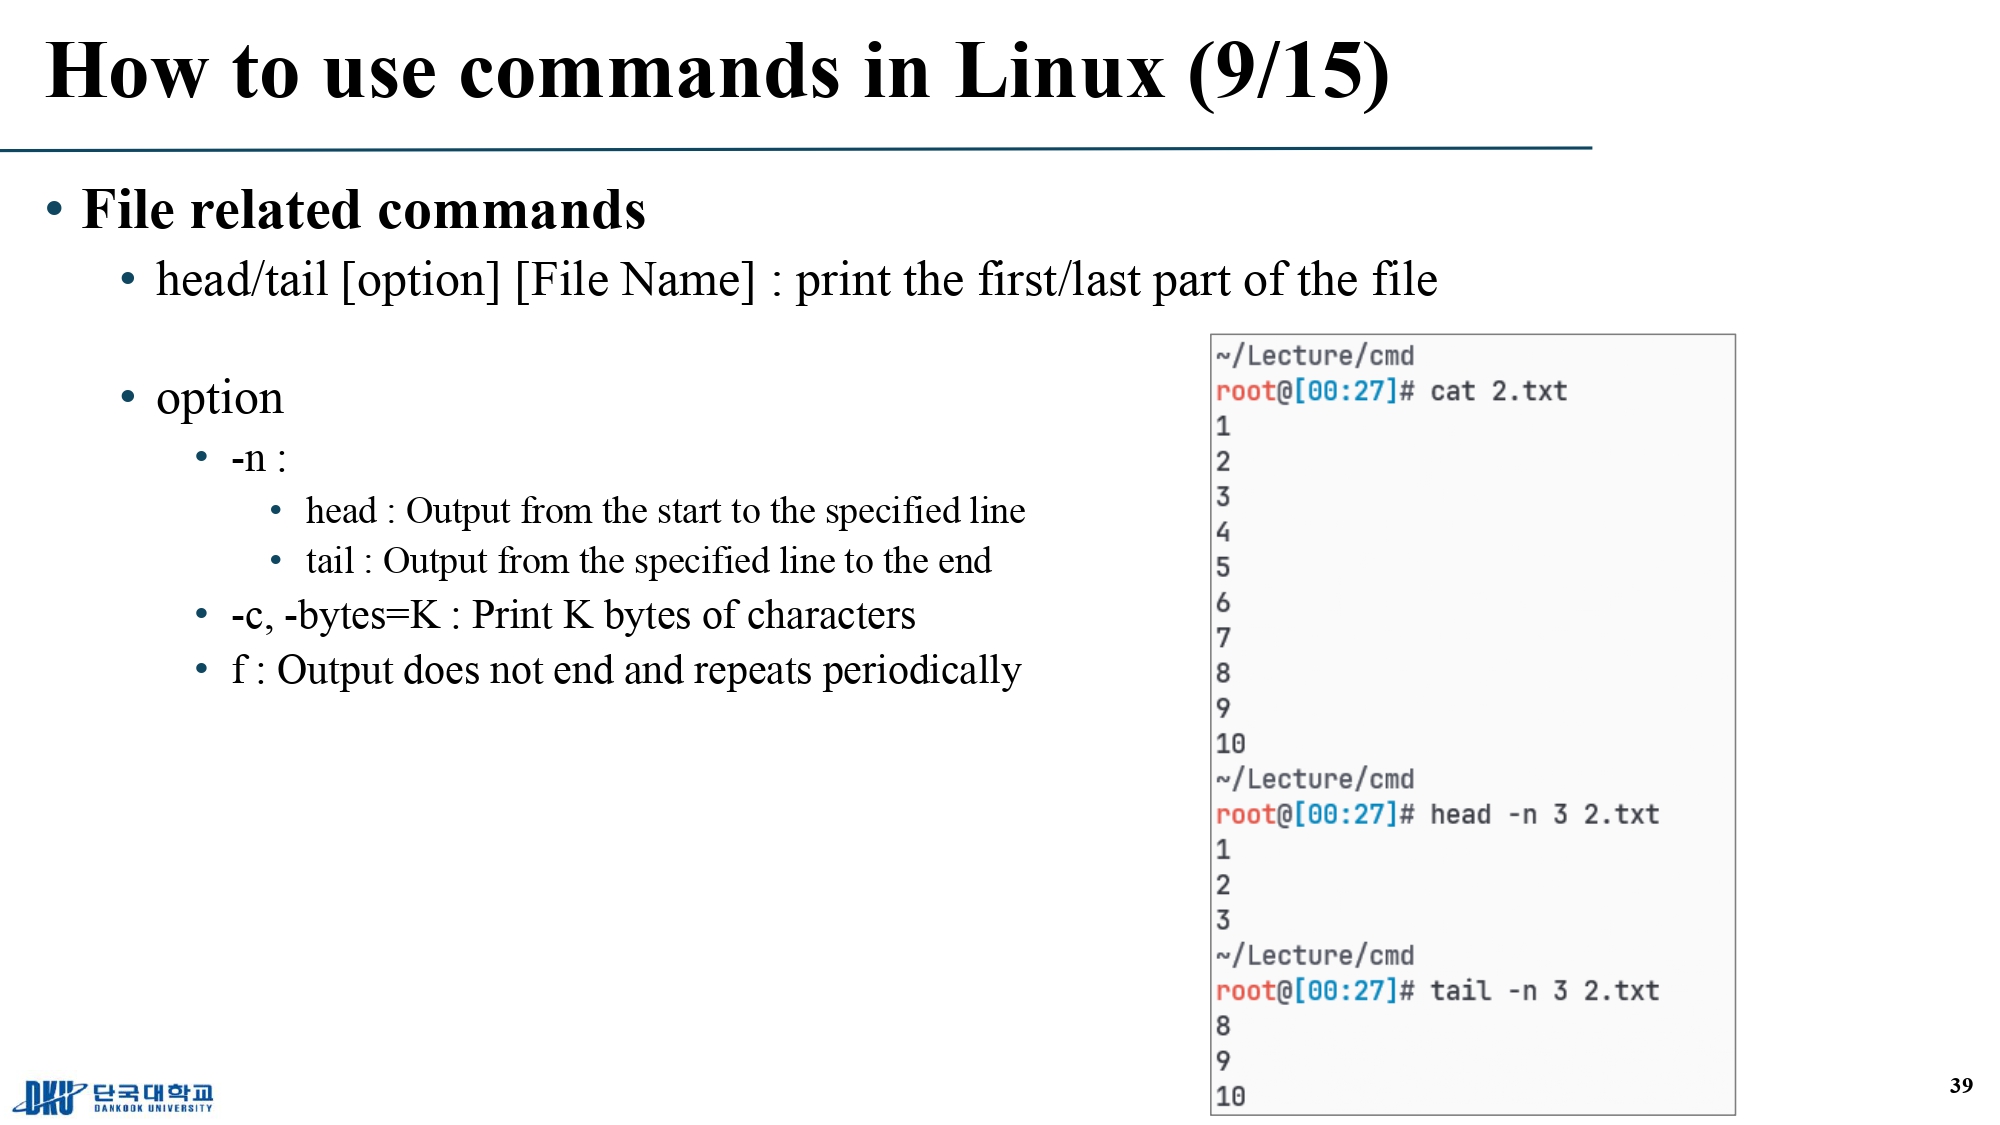 How to use commands in Linux (9/15)
• File related commands
• head/tail [option] [File Name] : print the first/last part of the file
• option
• -n :
• head : Output from the start to the specified line
• tail : Output from the specified line to the end
• -c, -bytes=K : Print K bytes of characters
• f : Output does not end and repeats periodically
~/Lecture/cmd
root@[00:27]# cat 2.txt
1
2
3
4
5
6
7
8
9
10
~/Lecture/cmd
root@[00:27]# head -n 3 2.txt
1
2
3
~/Lecture/cmd
root@[00:27]# tail -n 3 2.txt
8
9
10
DKU 단국대학교
DANKOOK UNIVERSITY
39